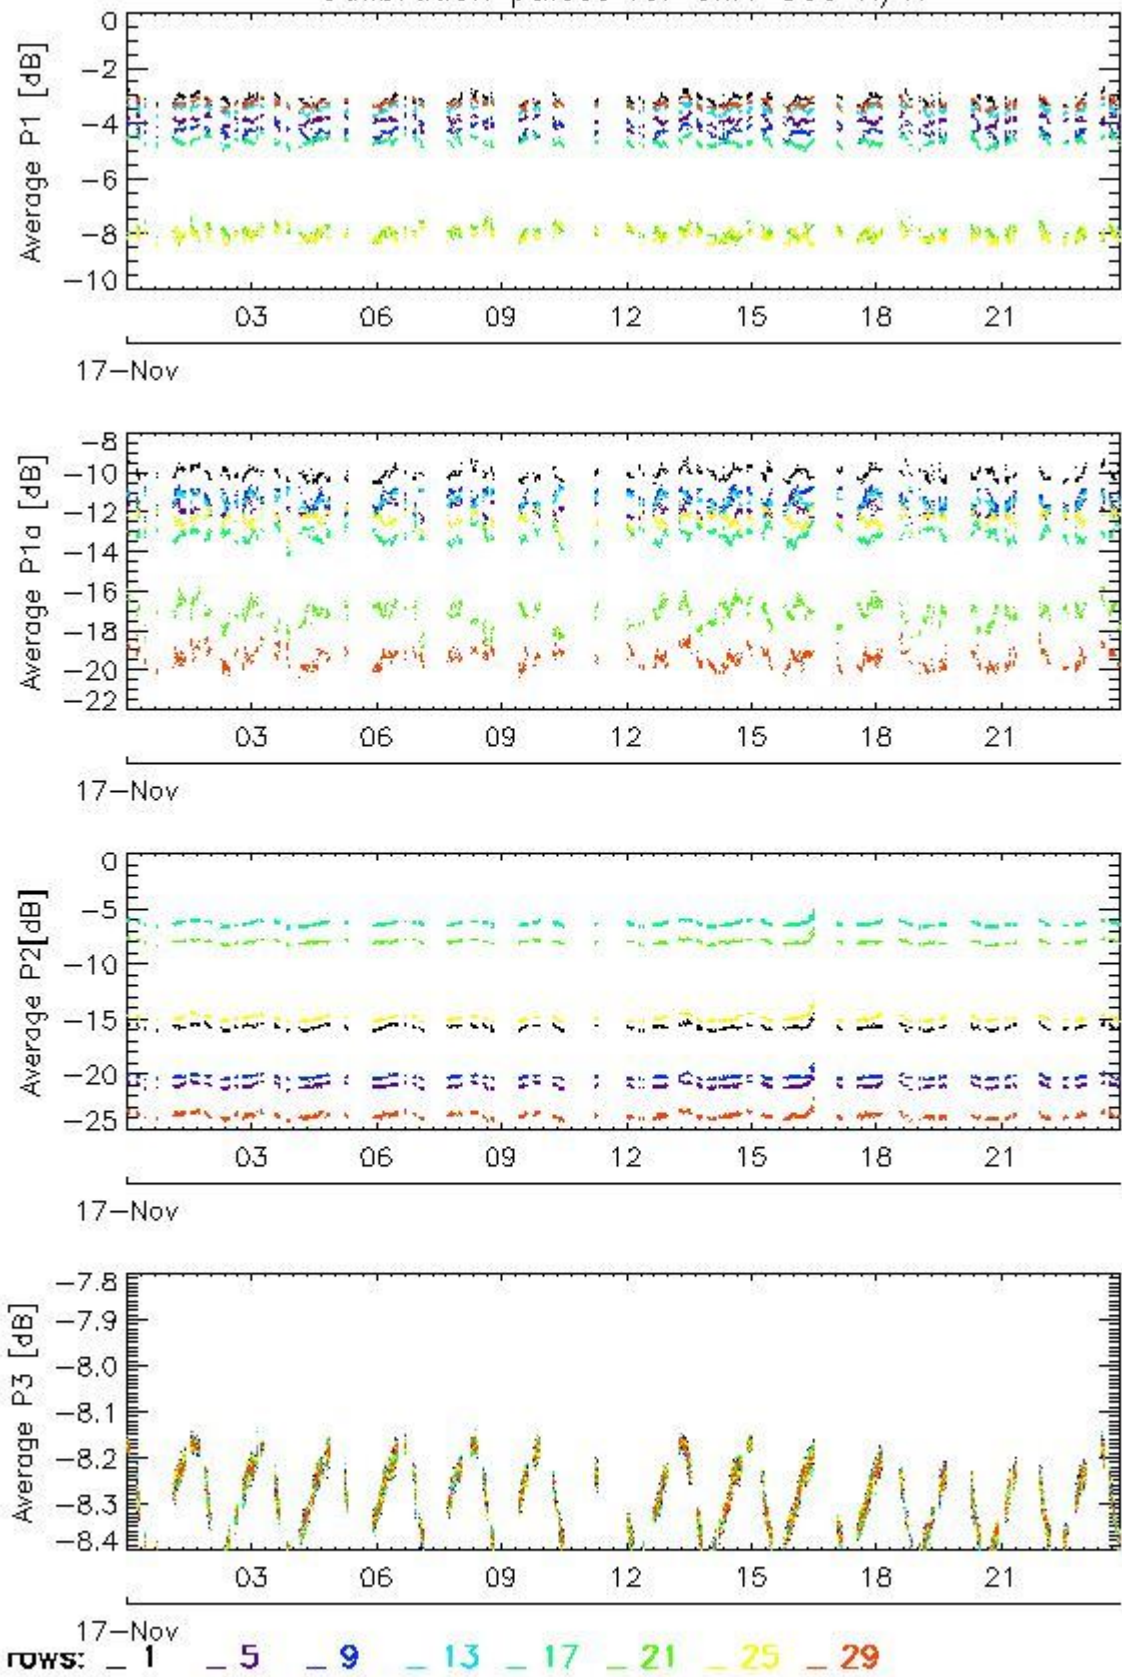 0
−2
−4
−6
−8
−10
Average P1 [dB]
03 06 09 12 15 18 21
17−Nov
−8
−10
−12
−14
−16
−18
−20
−22
Average P1a [dB]
03 06 09 12 15 18 21
17−Nov
0
−5
−10
−15
−20
−25
Average P2[dB]
03 06 09 12 15 18 21
17−Nov
−7.8
−7.9
−8.0
−8.1
−8.2
−8.3
−8.4
Average P3 [dB]
03 06 09 12 15 18 21
17−Nov
rows: _ 1 _ 5 _ 9 _ 13 _ 17 _ 21 _ 25 _ 29